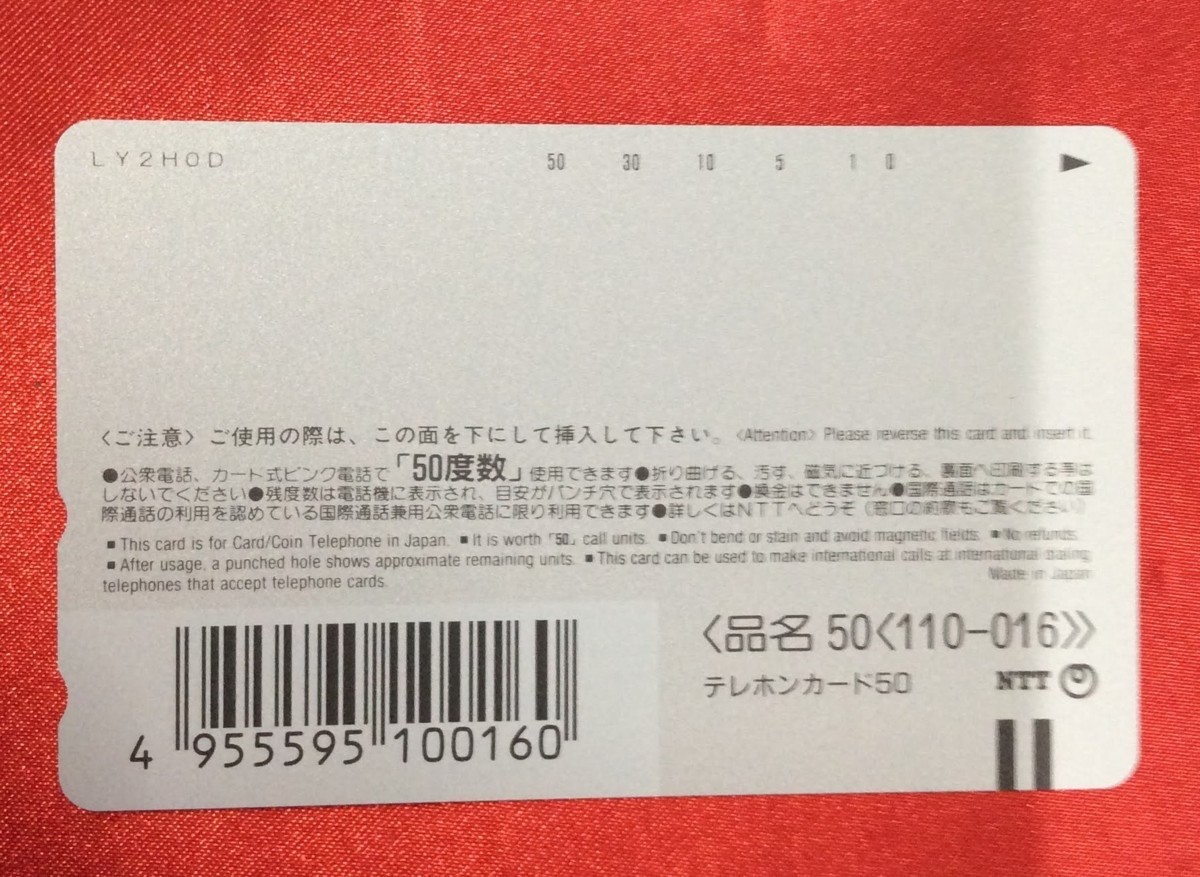 LY2HOD 50 30 10 5 1 0 ▶
〈ご注意〉ご使用の際は、この面を下にして挿入して下さい。〈Attention〉Please reverse this card and insert it.
●公衆電話、カード式ピンク電話で「50度数」使用できます●折り曲げる、汚す、磁気に近づける、裏面へ印刷する等は
しないでください●残度数は電話機に表示され、目安がパンチ穴で表示されます●換金はできません●国際通話はカードでの国
際通話の利用を認めている国際通話兼用公衆電話に限り利用できます●詳しくはNTTへどうぞ（窓口の約款もご覧ください）
■This card is for Card/Coin Telephone in Japan. ■It is worth「50」call units. ■Don't bend or stain and avoid magnetic fields. ■No refunds.
■After usage, a punched hole shows approximate remaining units. ■This card can be used to make international calls at international dialing
telephones that accept telephone cards.
Made in Japan
〈品名 50〈110-016〉〉
テレホンカード50 NTT
4 955595 100160